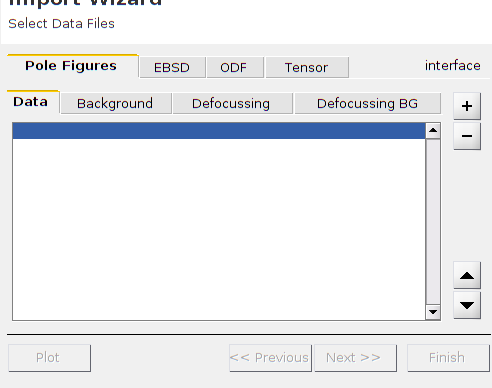 Import Wizard
Select Data Files
Pole Figures EBSD ODF Tensor interface
Data Background Defocussing Defocussing BG +
−
Plot << Previous Next >> Finish